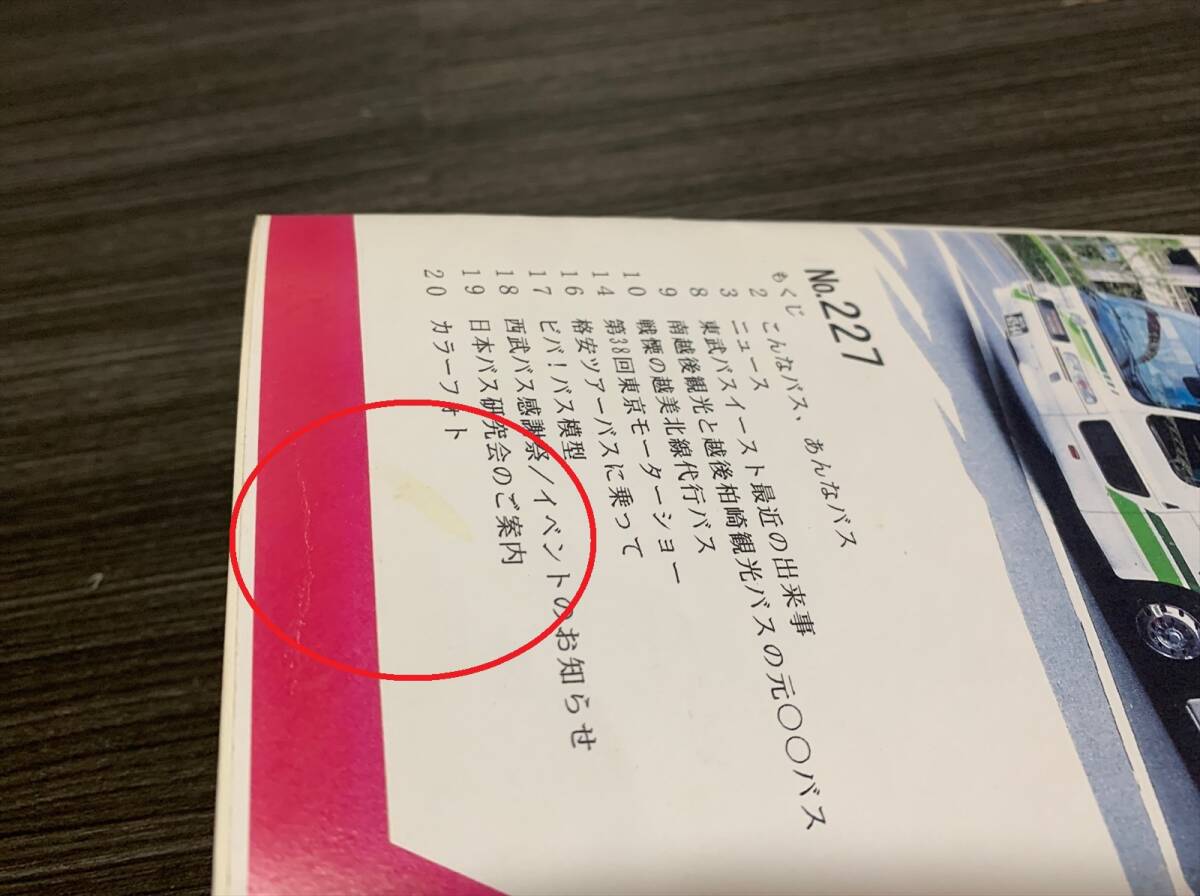 No.227
もくじ
2 こんなバス、あんなバス
3 ニュース
8 東武バスイースト最近の出来事
9 南越後観光と越後柏崎観光バスの元○○バス
10 戦慄の越美北線代行バス
14 第38回東京モーターショー
16 格安ツアーバスに乗って
17 ビバ！バス模型
18 西武バス感謝祭／イベントのお知らせ
19 日本バス研究会のご案内
20 カラーフォト